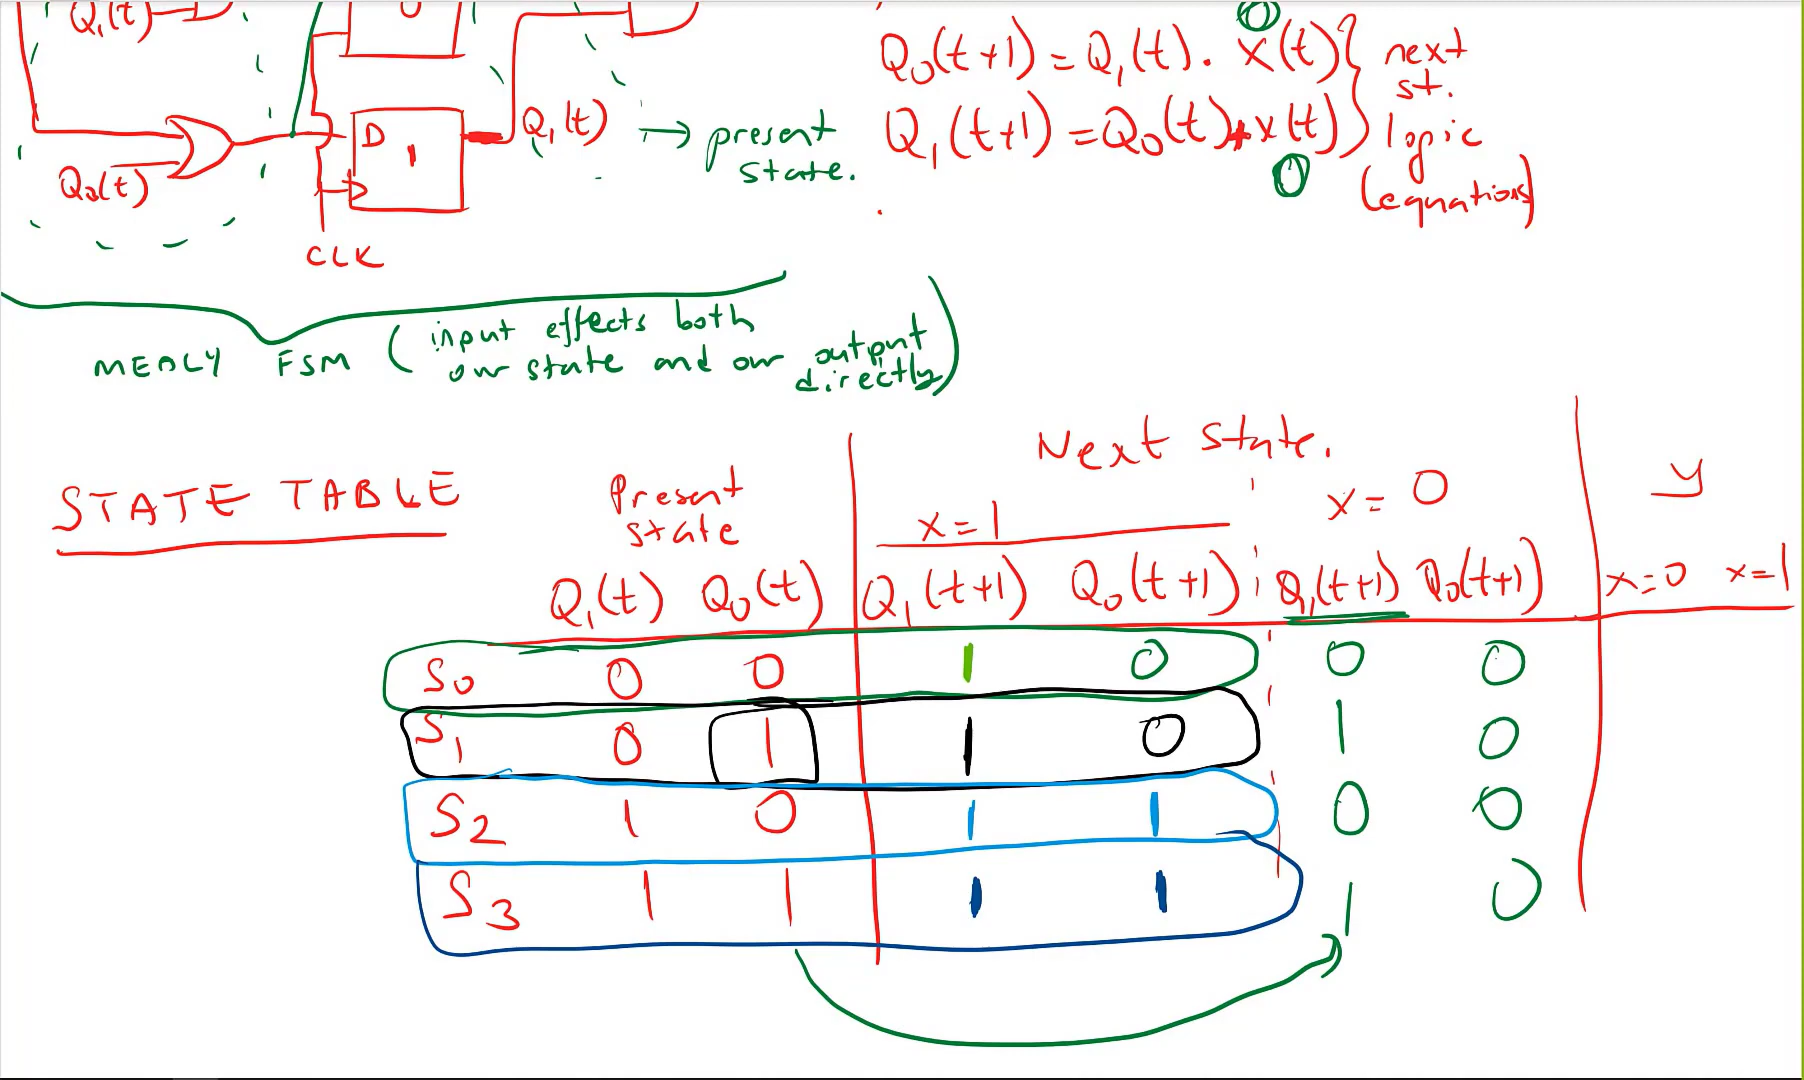 Q₁(t)
0
Q₀(t+1) = Q₁(t) . x(t) } next
st.
Q₁(t+1) = Q₀(t) + x(t) } logic
0
(equations)
D
1
Q₁(t) → present
state.
Q₀(t)
CLK
MEALY FSM (input effects both
our state and our output
directly)
STATE TABLE
Present
state
Next state.
x=1
x=0
y
Q₁(t) Q₀(t) Q₁(t+1) Q₀(t+1) Q₁(t+1) Q₀(t+1) x=0 x=1
S₀ 0 0 1 0 0 0
S₁ 0 1 1 0 1 0
S2 1 0 1 1 0 0
S3 1 1 1 1 1 0